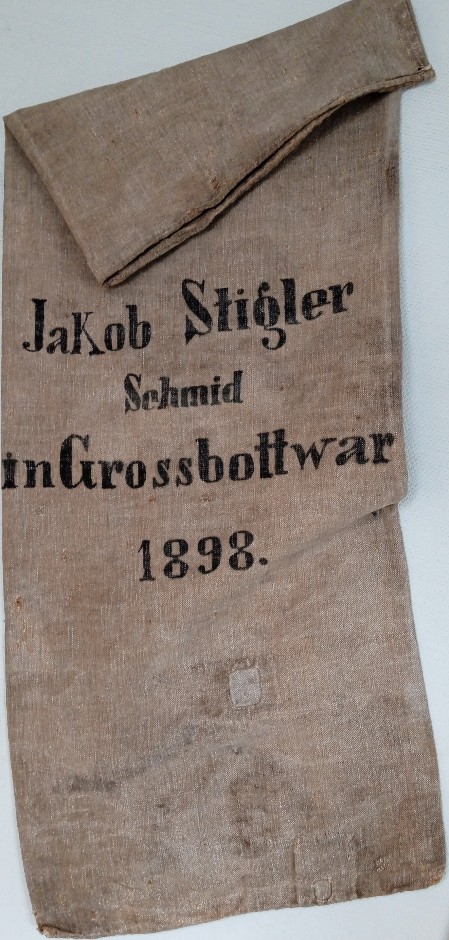 JaKob Stigler
Schmid
in Grossbottwar
1898.